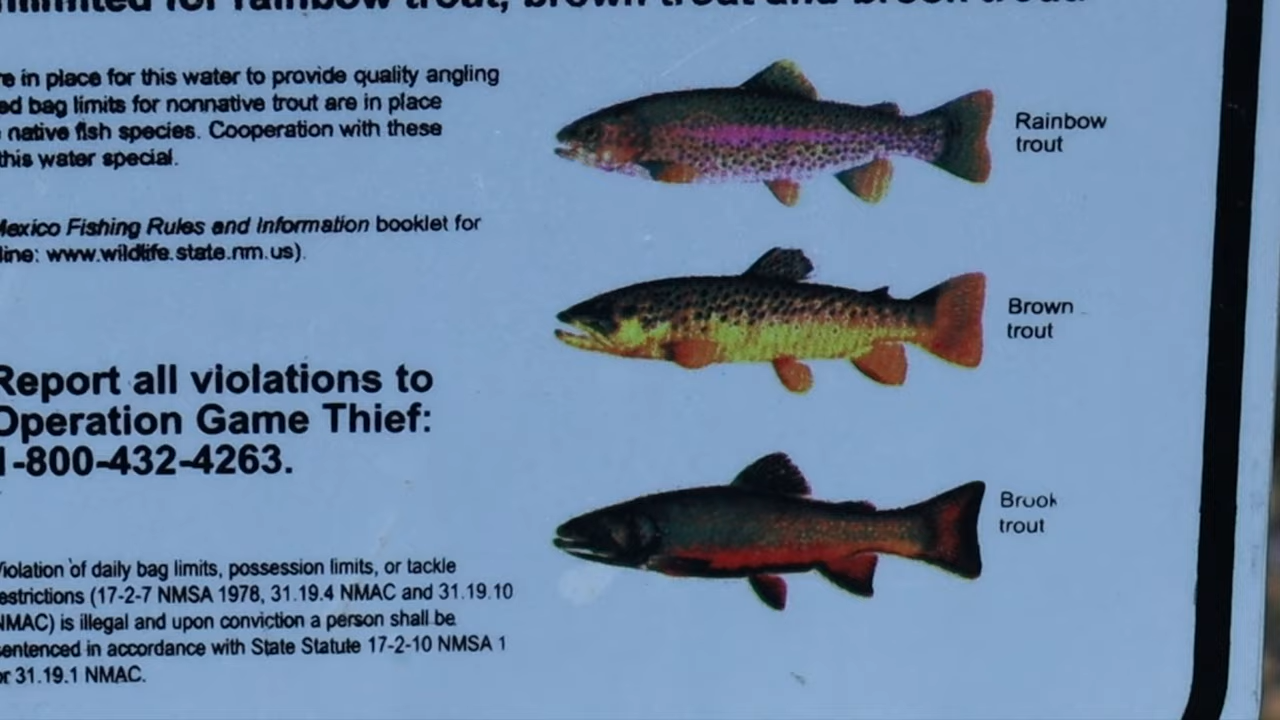 for rainbow trout, brown trout and brook trout.
in place for this water to provide quality angling
bag limits for nonnative trout are in place
native fish species. Cooperation with these
this water special.
Mexico Fishing Rules and Information booklet for
www.wildlife.state.nm.us).
Report all violations to
Operation Game Thief:
1-800-432-4263.
Violation of daily bag limits, possession limits, or tackle
(17-2-7 NMSA 1978, 31.19.4 NMAC and 31.19.10
NMAC) is illegal and upon conviction a person shall be
sentenced in accordance with State Statute 17-2-10 NMSA 1
or 31.19.1 NMAC.
Rainbow
trout
Brown
trout
Brook
trout